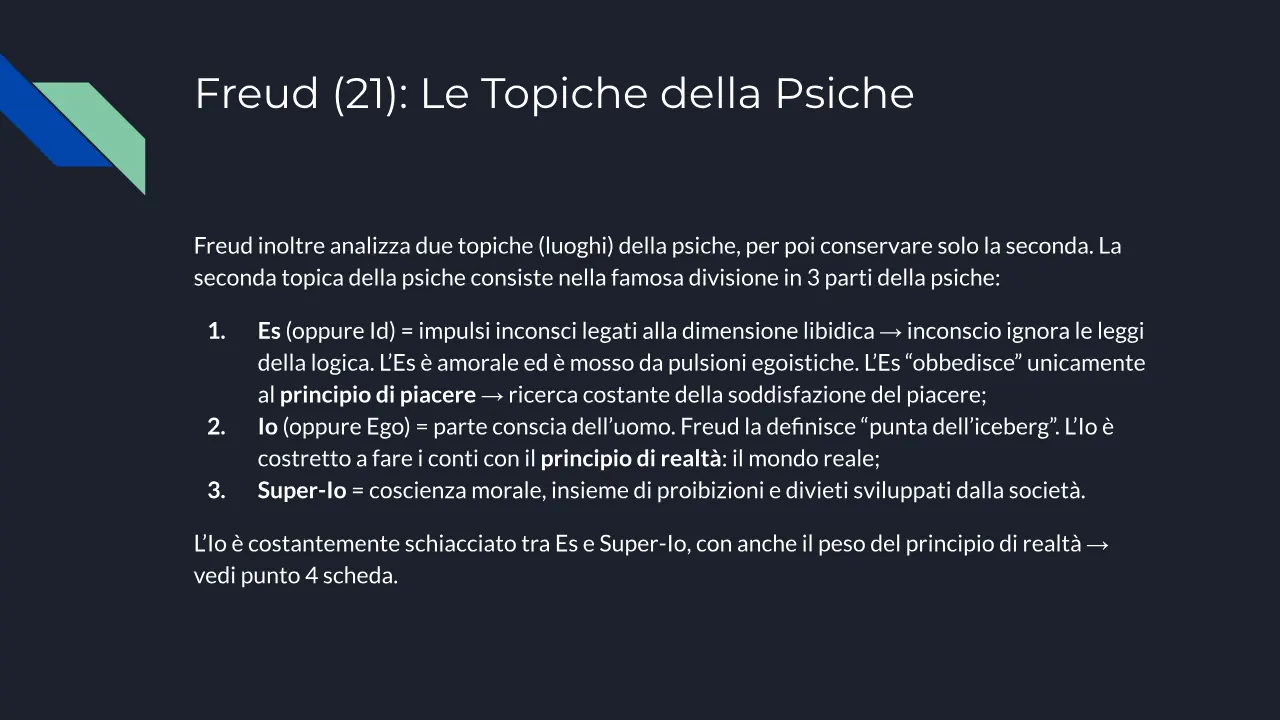 Freud (21): Le Topiche della Psiche
Freud inoltre analizza due topiche (luoghi) della psiche, per poi conservare solo la seconda. La
seconda topica della psiche consiste nella famosa divisione in 3 parti della psiche:
1. Es (oppure Id) = impulsi inconsci legati alla dimensione libidica → inconscio ignora le leggi
della logica. L’Es è amorale ed è mosso da pulsioni egoistiche. L’Es “obbedisce” unicamente
al principio di piacere → ricerca costante della soddisfazione del piacere;
2. Io (oppure Ego) = parte conscia dell’uomo. Freud la definisce “punta dell’iceberg”. L’Io è
costretto a fare i conti con il principio di realtà: il mondo reale;
3. Super-Io = coscienza morale, insieme di proibizioni e divieti sviluppati dalla società.
L’Io è costantemente schiacciato tra Es e Super-Io, con anche il peso del principio di realtà →
vedi punto 4 scheda.